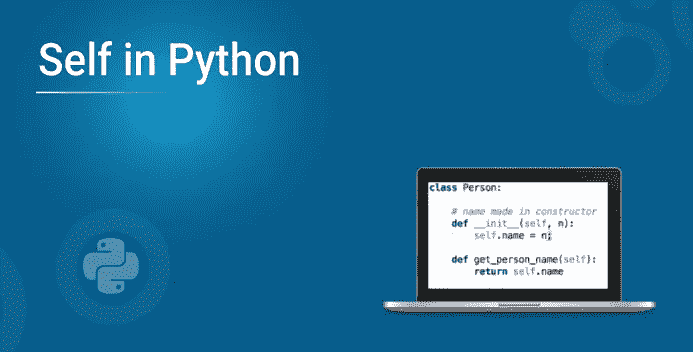 Self in Python
class Person:
# name made in constructor
def __init__(self, n):
self.name = n;
def get_person_name(self):
return self.name